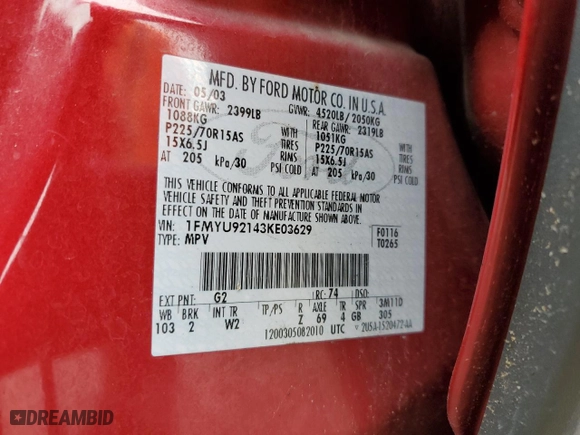 MFD. BY FORD MOTOR CO. IN U.S.A.
DATE: 05/03 GVWR: 4520LB/ 2050KG
FRONT GAWR: 2399LB REAR GAWR: 2319LB
1088KG WITH 1051KG WITH
P225/70R15AS TIRES P225/70R15AS TIRES
15X6.5J RIMS 15X6.5J RIMS
AT 205 kPa/30 PSI COLD AT 205 kPa/30 PSI COLD
Ford
THIS VEHICLE CONFORMS TO ALL APPLICABLE FEDERAL MOTOR
VEHICLE SAFETY AND THEFT PREVENTION STANDARDS IN
EFFECT ON THE DATE OF MANUFACTURE SHOWN ABOVE.
VIN: 1FMYU92143KE03629 F0116
TYPE: MPV T0265
EXT PNT: G2 RC: 74 DSO:
WB BRK INT TR TP/PS R AXLE TR SPR 3M11D
103 2 W2 Z 69 4 GB 305
1200305082010 UTC
DREAMBID